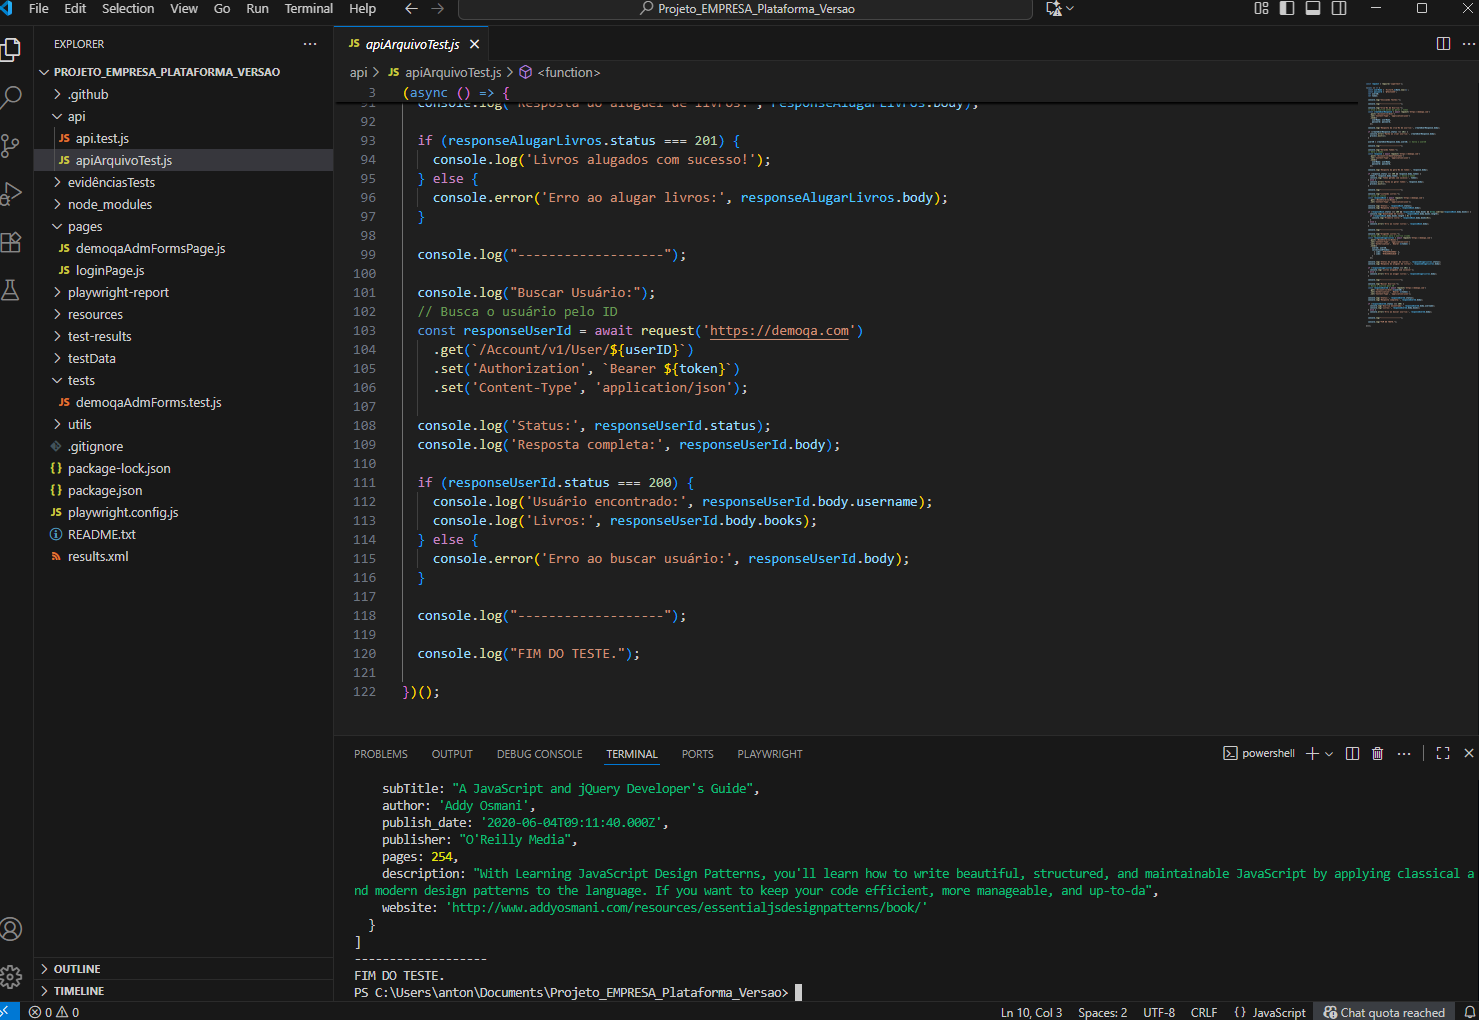 File Edit Selection View Go Run Terminal Help
Projeto_EMPRESA_Plataforma_Versao
EXPLORER
PROJETO_EMPRESA_PLATAFORMA_VERSAO
.github
api
JS api.test.js
JS apiArquivoTest.js
evidênciasTests
node_modules
pages
JS demoqaAdmFormsPage.js
JS loginPage.js
playwright-report
resources
test-results
testData
tests
JS demoqaAdmForms.test.js
utils
.gitignore
{} package-lock.json
{} package.json
JS playwright.config.js
README.txt
results.xml
OUTLINE
TIMELINE
JS apiArquivoTest.js
api > JS apiArquivoTest.js > <function>
3 (async () => {
91 console.log('Resposta do aluguel de livros:', responseAlugarLivros.body);
92
93 if (responseAlugarLivros.status === 201) {
94 console.log('Livros alugados com sucesso!');
95 } else {
96 console.error('Erro ao alugar livros:', responseAlugarLivros.body);
97 }
98
99 console.log("-------------------");
100
101 console.log("Buscar Usuário:");
102 // Busca o usuário pelo ID
103 const responseUserId = await request('https://demoqa.com')
104 .get(`/Account/v1/User/${userID}`)
105 .set('Authorization', `Bearer ${token}`)
106 .set('Content-Type', 'application/json');
107
108 console.log('Status:', responseUserId.status);
109 console.log('Resposta completa:', responseUserId.body);
110
111 if (responseUserId.status === 200) {
112 console.log('Usuário encontrado:', responseUserId.body.username);
113 console.log('Livros:', responseUserId.body.books);
114 } else {
115 console.error('Erro ao buscar usuário:', responseUserId.body);
116 }
117
118 console.log("-------------------");
119
120 console.log("FIM DO TESTE.");
121
122 })();
PROBLEMS OUTPUT DEBUG CONSOLE TERMINAL PORTS PLAYWRIGHT
powershell
subTitle: "A JavaScript and jQuery Developer's Guide",
author: 'Addy Osmani',
publish_date: '2020-06-04T09:11:40.000Z',
publisher: "O'Reilly Media",
pages: 254,
description: "With Learning JavaScript Design Patterns, you'll learn how to write beautiful, structured, and maintainable JavaScript by applying classical a
nd modern design patterns to the language. If you want to keep your code efficient, more manageable, and up-to-da",
website: 'http://www.addyosmani.com/resources/essentialjsdesignpatterns/book/'
}
]
-------------------
FIM DO TESTE.
PS C:\Users\anton\Documents\Projeto_EMPRESA_Plataforma_Versao>
0 0
Ln 10, Col 3 Spaces: 2 UTF-8 CRLF {} JavaScript Chat quota reached